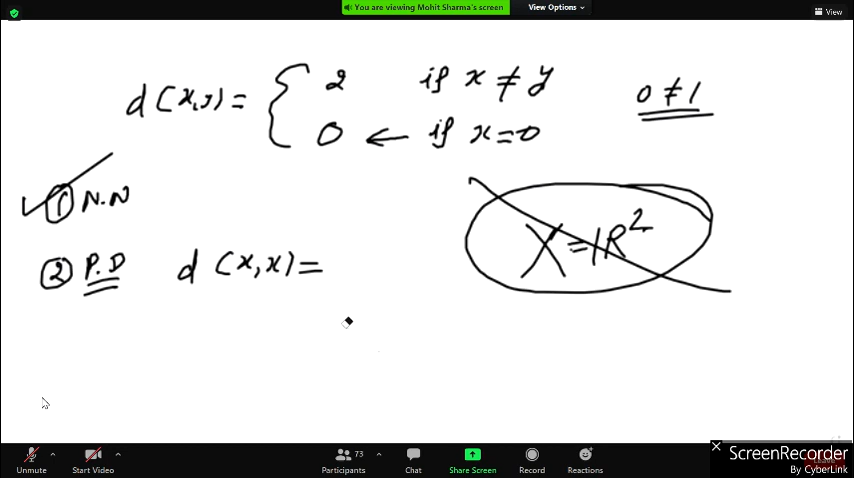 You are viewing Mohit Sharma's screen
View Options
View
d(x,y) = { 2 if x ≠ y
0 ← if x=0
0 ≠ 1
① N.N
② P.D d(x,x) =
X=IR²
Unmute
Start Video
73
Participants
Chat
Share Screen
Record
Reactions
ScreenRecorder
By CyberLink